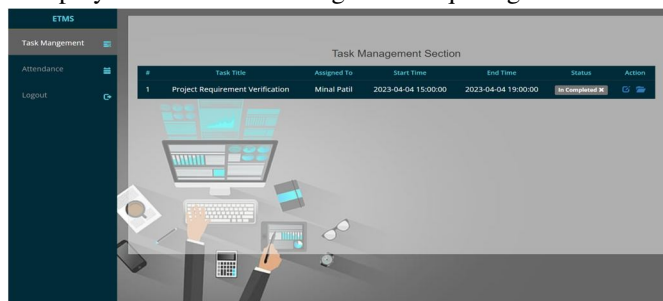 ETMS
Task Mangement
Attendance
Logout
Task Management Section
# Task Title Assigned To Start Time End Time Status Action
1 Project Requirement Verification Minal Patil 2023-04-04 15:00:00 2023-04-04 19:00:00 In Completed ×